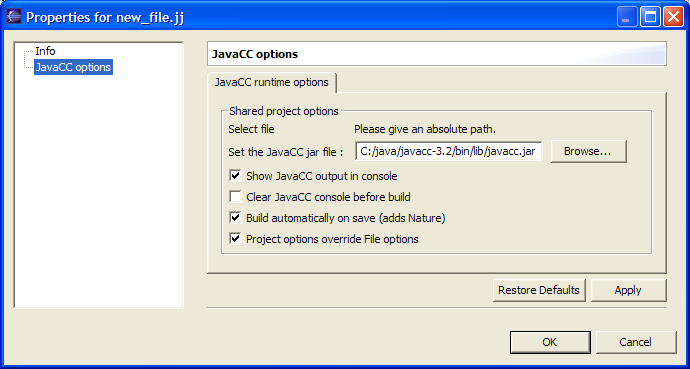 Properties for new_file.jj
Info
JavaCC options
JavaCC options
JavaCC runtime options
Shared project options
Select file Please give an absolute path.
Set the JavaCC jar file : C:/java/javacc-3.2/bin/lib/javacc.jar Browse...
Show JavaCC output in console
Clear JavaCC console before build
Build automatically on save (adds Nature)
Project options override File options
Restore Defaults Apply
OK Cancel